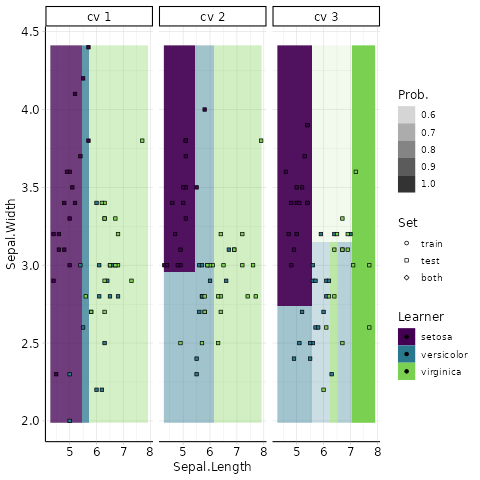 cv 1 cv 2 cv 3
4.5
4.0
3.5
3.0
2.5
2.0
Sepal.Width
5 6 7 8 5 6 7 8 5 6 7 8
Sepal.Length
Prob.
0.6
0.7
0.8
0.9
1.0
Set
train
test
both
Learner
setosa
versicolor
virginica